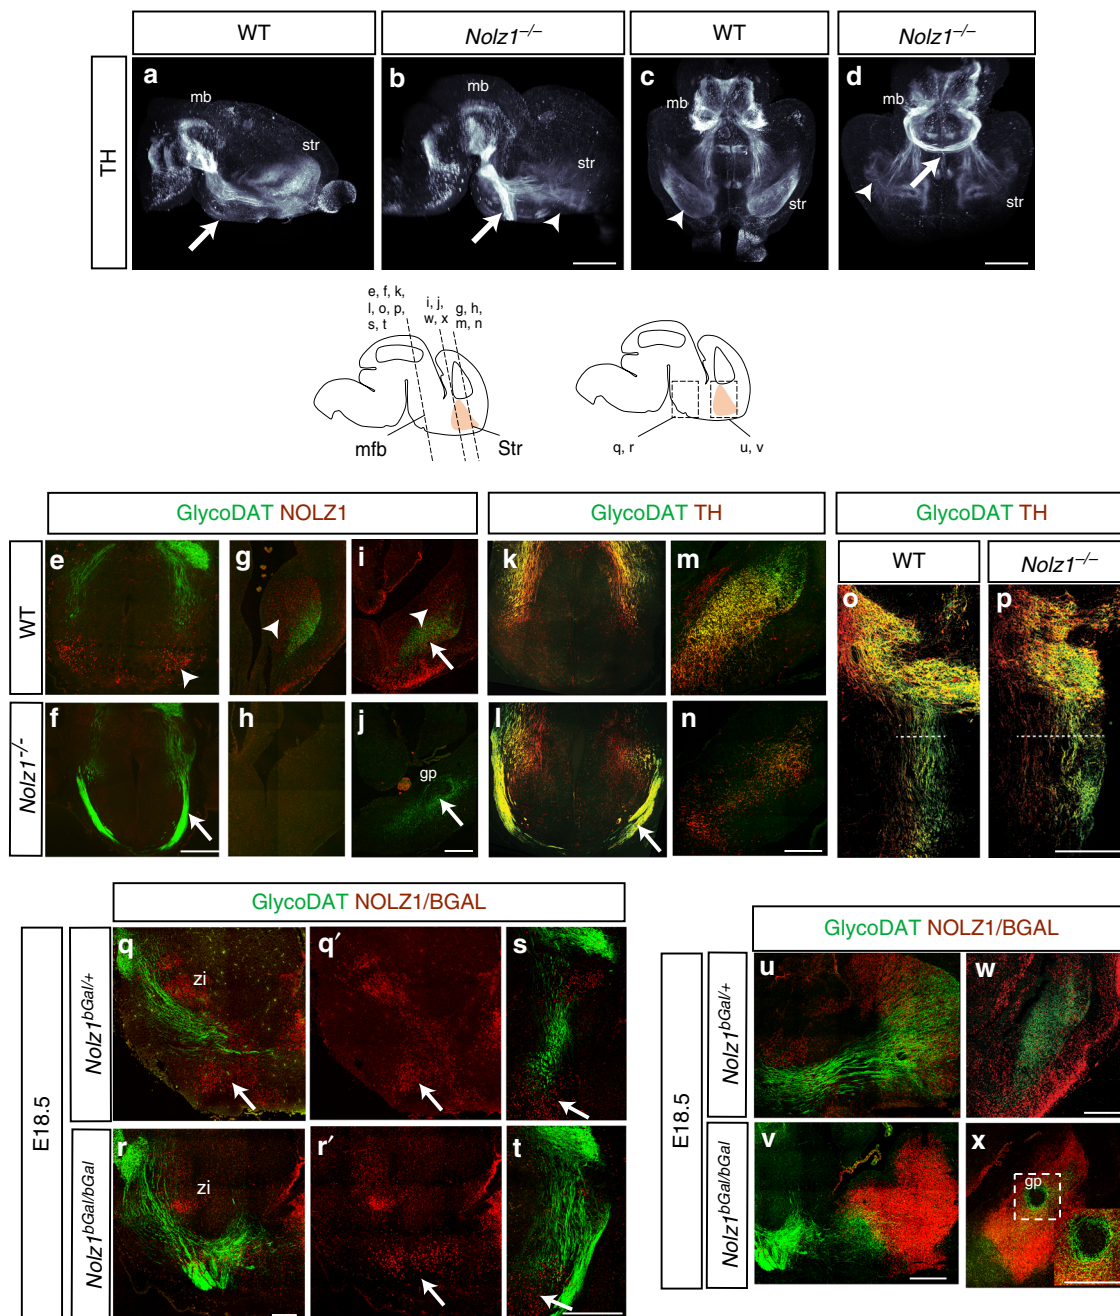 WT
Nolz1–/–
WT
Nolz1–/–
TH
a
mb
str
b
mb
str
c
mb
str
d
mb
str
e, f, k,
l, o, p,
s, t
i, j,
w, x
g, h,
m, n
mfb
Str
q, r
u, v
GlycoDAT NOLZ1
GlycoDAT TH
GlycoDAT TH
WT
Nolz1–/–
WT
e
g
i
k
m
o
p
Nolz1–/–
f
h
j
gp
l
n
GlycoDAT NOLZ1/BGAL
E18.5
Nolz1bGal/+
q
zi
q′
s
Nolz1bGal/bGal
r
zi
r′
t
GlycoDAT NOLZ1/BGAL
E18.5
Nolz1bGal/+
u
w
Nolz1bGal/bGal
v
x
gp